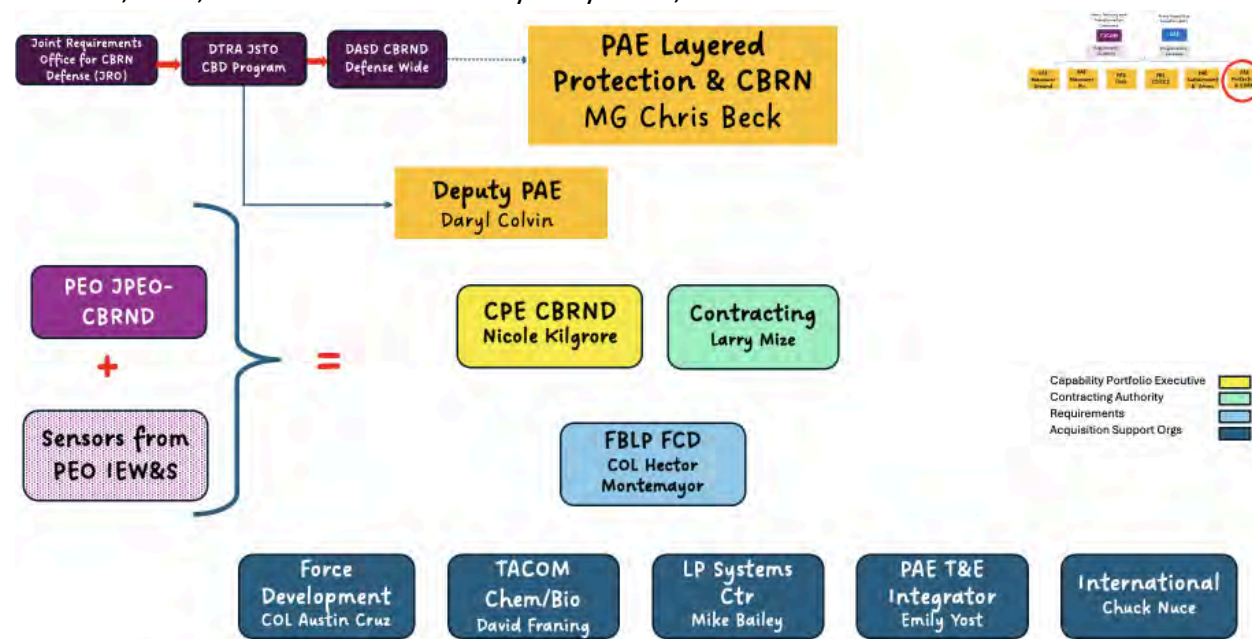 Joint Requirements
Office for CBRN
Defense (JRO)
DTRA JSTO
CBD Program
DASD CBRND
Defense Wide
PAE Layered
Protection & CBRN
MG Chris Beck
Deputy PAE
Daryl Colvin
PEO JPEO-
CBRND
+
Sensors from
PEO IEW&S
=
CPE CBRND
Nicole Kilgrore
Contracting
Larry Mize
FBLP FCD
COL Hector
Montemayor
Capability Portfolio Executive
Contracting Authority
Requirements
Acquisition Support Orgs
Force
Development
COL Austin Cruz
TACOM
Chem/Bio
David Franing
LP Systems
Ctr
Mike Bailey
PAE T&E
Integrator
Emily Yost
International
Chuck Nuce